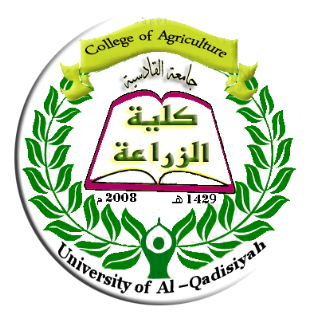 College of Agriculture
جامعة القادسية
كلية
الزراعة
2008 م 1429 هـ
University of Al –Qadisiyah